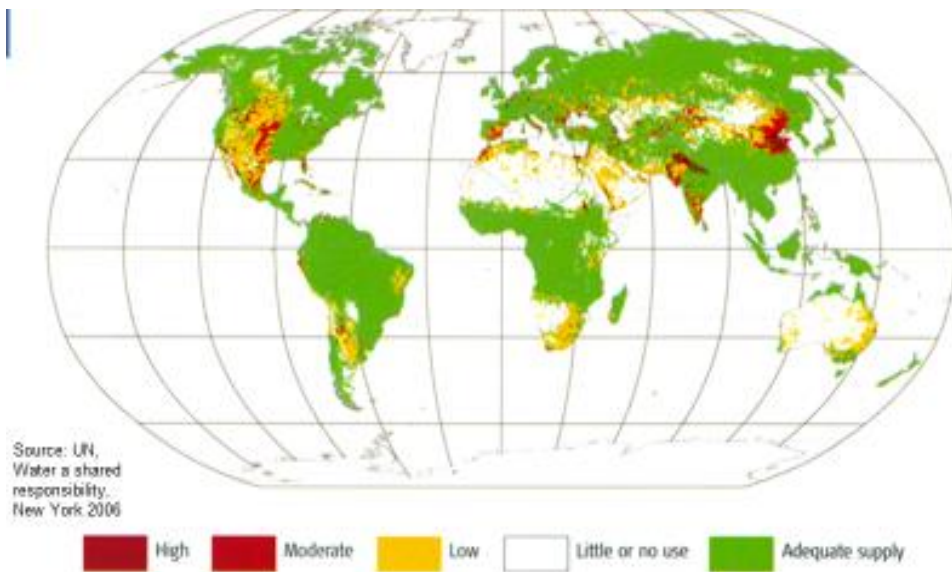 Source: UN,
Water a shared
responsibility.
New York 2006
High
Moderate
Low
Little or no use
Adequate supply